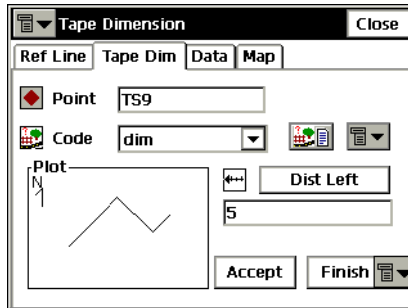 Tape Dimension Close
Ref Line Tape Dim Data Map
Point TS9
Code dim
Plot
N
Dist Left
5
Accept Finish